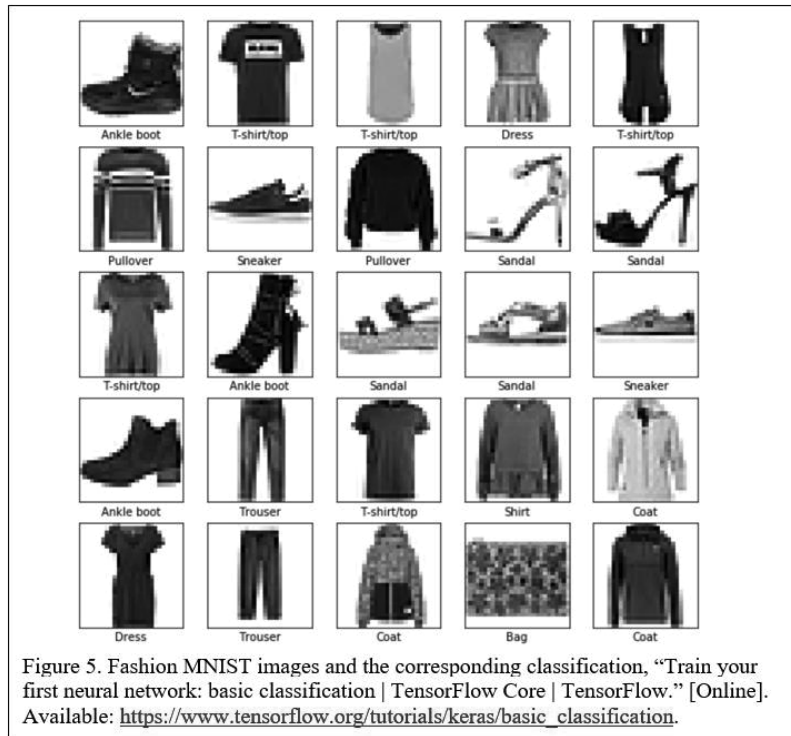 Ankle boot T-shirt/top T-shirt/top Dress T-shirt/top
Pullover Sneaker Pullover Sandal Sandal
T-shirt/top Ankle boot Sandal Sandal Sneaker
Ankle boot Trouser T-shirt/top Shirt Coat
Dress Trouser Coat Bag Coat
Figure 5. Fashion MNIST images and the corresponding classification, “Train your
first neural network: basic classification | TensorFlow Core | TensorFlow.” [Online].
Available: https://www.tensorflow.org/tutorials/keras/basic_classification.